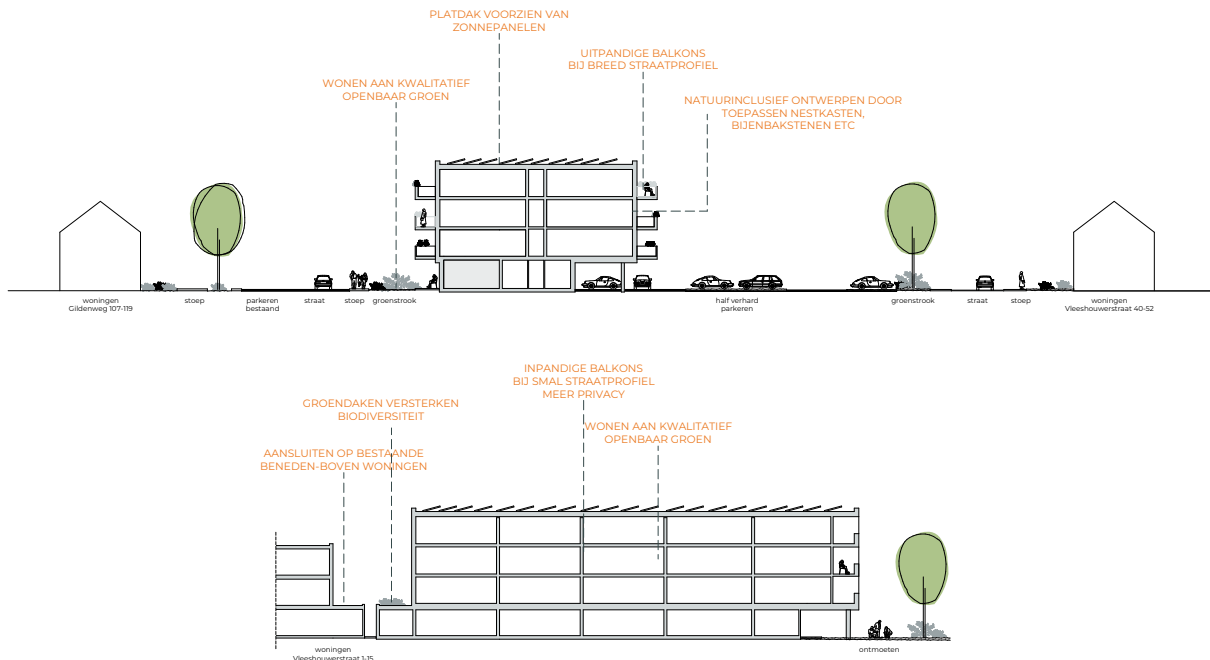 PLATDAK VOORZIEN VAN
ZONNEPANELEN
UITPANDIGE BALKONS
BIJ BREED STRAATPROFIEL
WONEN AAN KWALITATIEF
OPENBAAR GROEN
NATUURINCLUSIEF ONTWERPEN DOOR
TOEPASSEN NESTKASTEN,
BIJENBAKSTENEN ETC
woningen
Gildenweg 107-119
stoep
parkeren
bestaand
straat
stoep
groenstrook
half verhard
parkeren
groenstrook
straat
stoep
woningen
Vleeshouwerstraat 40-52
INPANDIGE BALKONS
BIJ SMAL STRAATPROFIEL
MEER PRIVACY
GROENDAKEN VERSTERKEN
BIODIVERSITEIT
WONEN AAN KWALITATIEF
OPENBAAR GROEN
AANSLUITEN OP BESTAANDE
BENEDEN-BOVEN WONINGEN
woningen
Vleeshouwerstraat 1-15
ontmoeten